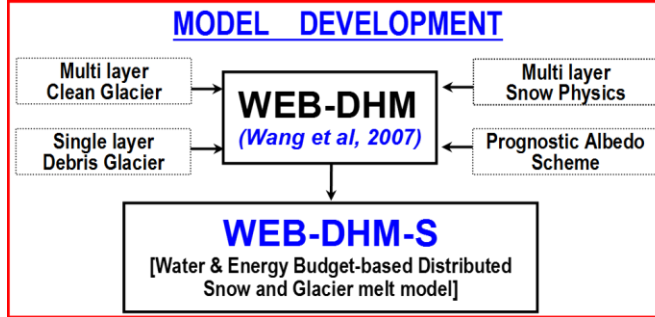 MODEL DEVELOPMENT
Multi layer
Clean Glacier
Single layer
Debris Glacier
WEB-DHM
(Wang et al, 2007)
Multi layer
Snow Physics
Prognostic Albedo
Scheme
WEB-DHM-S
[Water & Energy Budget-based Distributed
Snow and Glacier melt model]